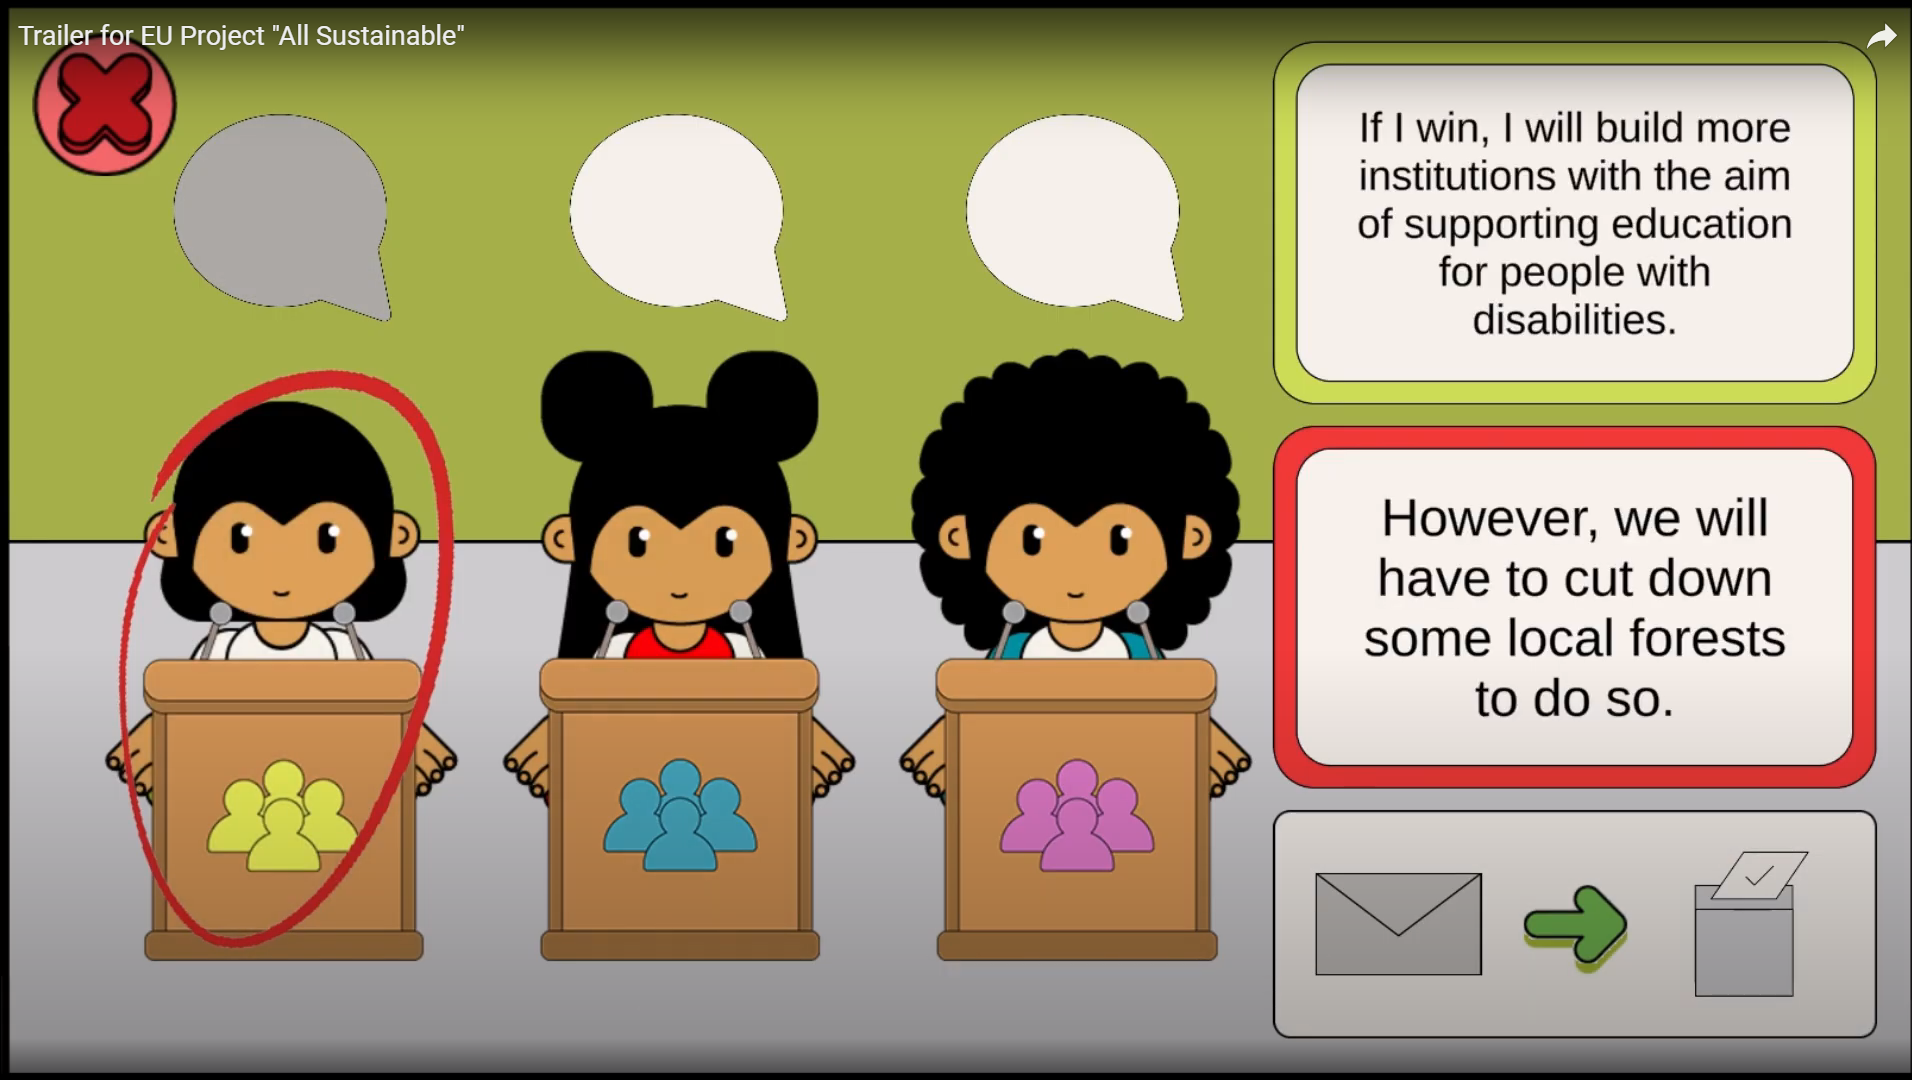 Trailer for EU Project "All Sustainable"
If I win, I will build more
institutions with the aim
of supporting education
for people with
disabilities.
However, we will
have to cut down
some local forests
to do so.